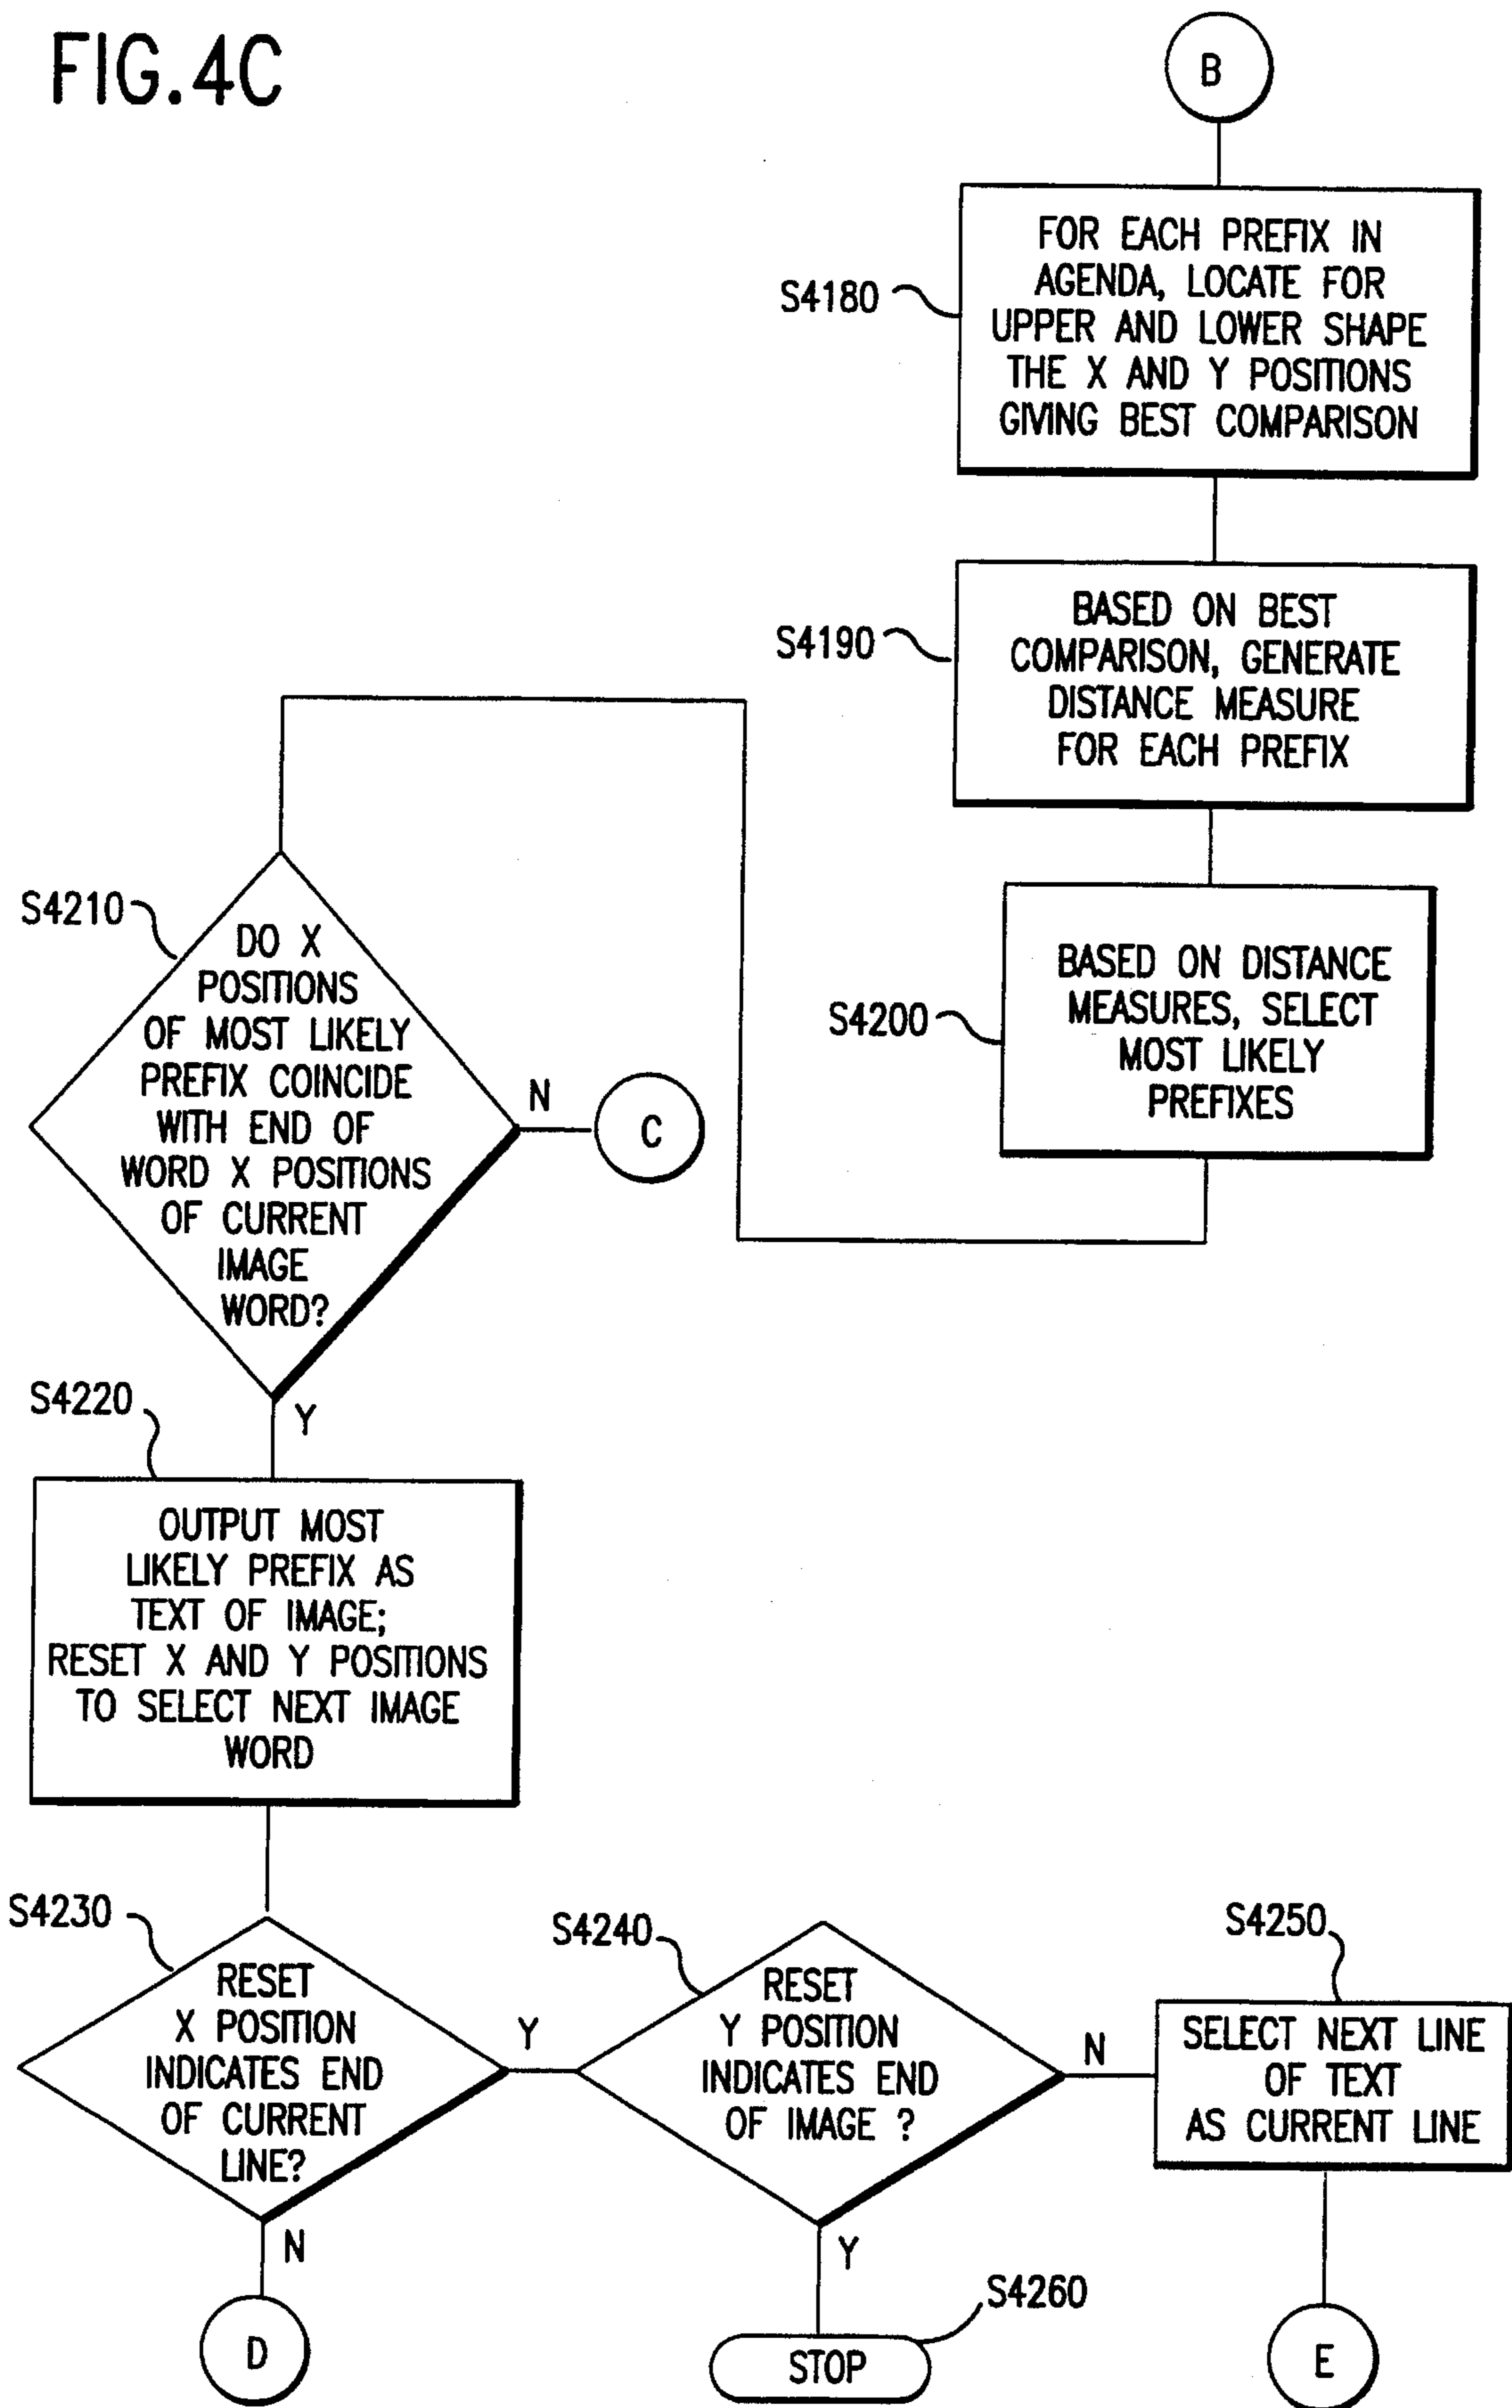 FIG.4C
B
S4180
FOR EACH PREFIX IN
AGENDA, LOCATE FOR
UPPER AND LOWER SHAPE
THE X AND Y POSITIONS
GIVING BEST COMPARISON
S4190
BASED ON BEST
COMPARISON, GENERATE
DISTANCE MEASURE
FOR EACH PREFIX
S4200
BASED ON DISTANCE
MEASURES, SELECT
MOST LIKELY
PREFIXES
S4210
DO X
POSITIONS
OF MOST LIKELY
PREFIX COINCIDE
WITH END OF
WORD X POSITIONS
OF CURRENT
IMAGE
WORD?
N
C
Y
S4220
OUTPUT MOST
LIKELY PREFIX AS
TEXT OF IMAGE;
RESET X AND Y POSITIONS
TO SELECT NEXT IMAGE
WORD
S4230
RESET
X POSITION
INDICATES END
OF CURRENT
LINE?
Y
N
D
S4240
RESET
Y POSITION
INDICATES END
OF IMAGE ?
N
Y
S4250
SELECT NEXT LINE
OF TEXT
AS CURRENT LINE
S4260
STOP
E